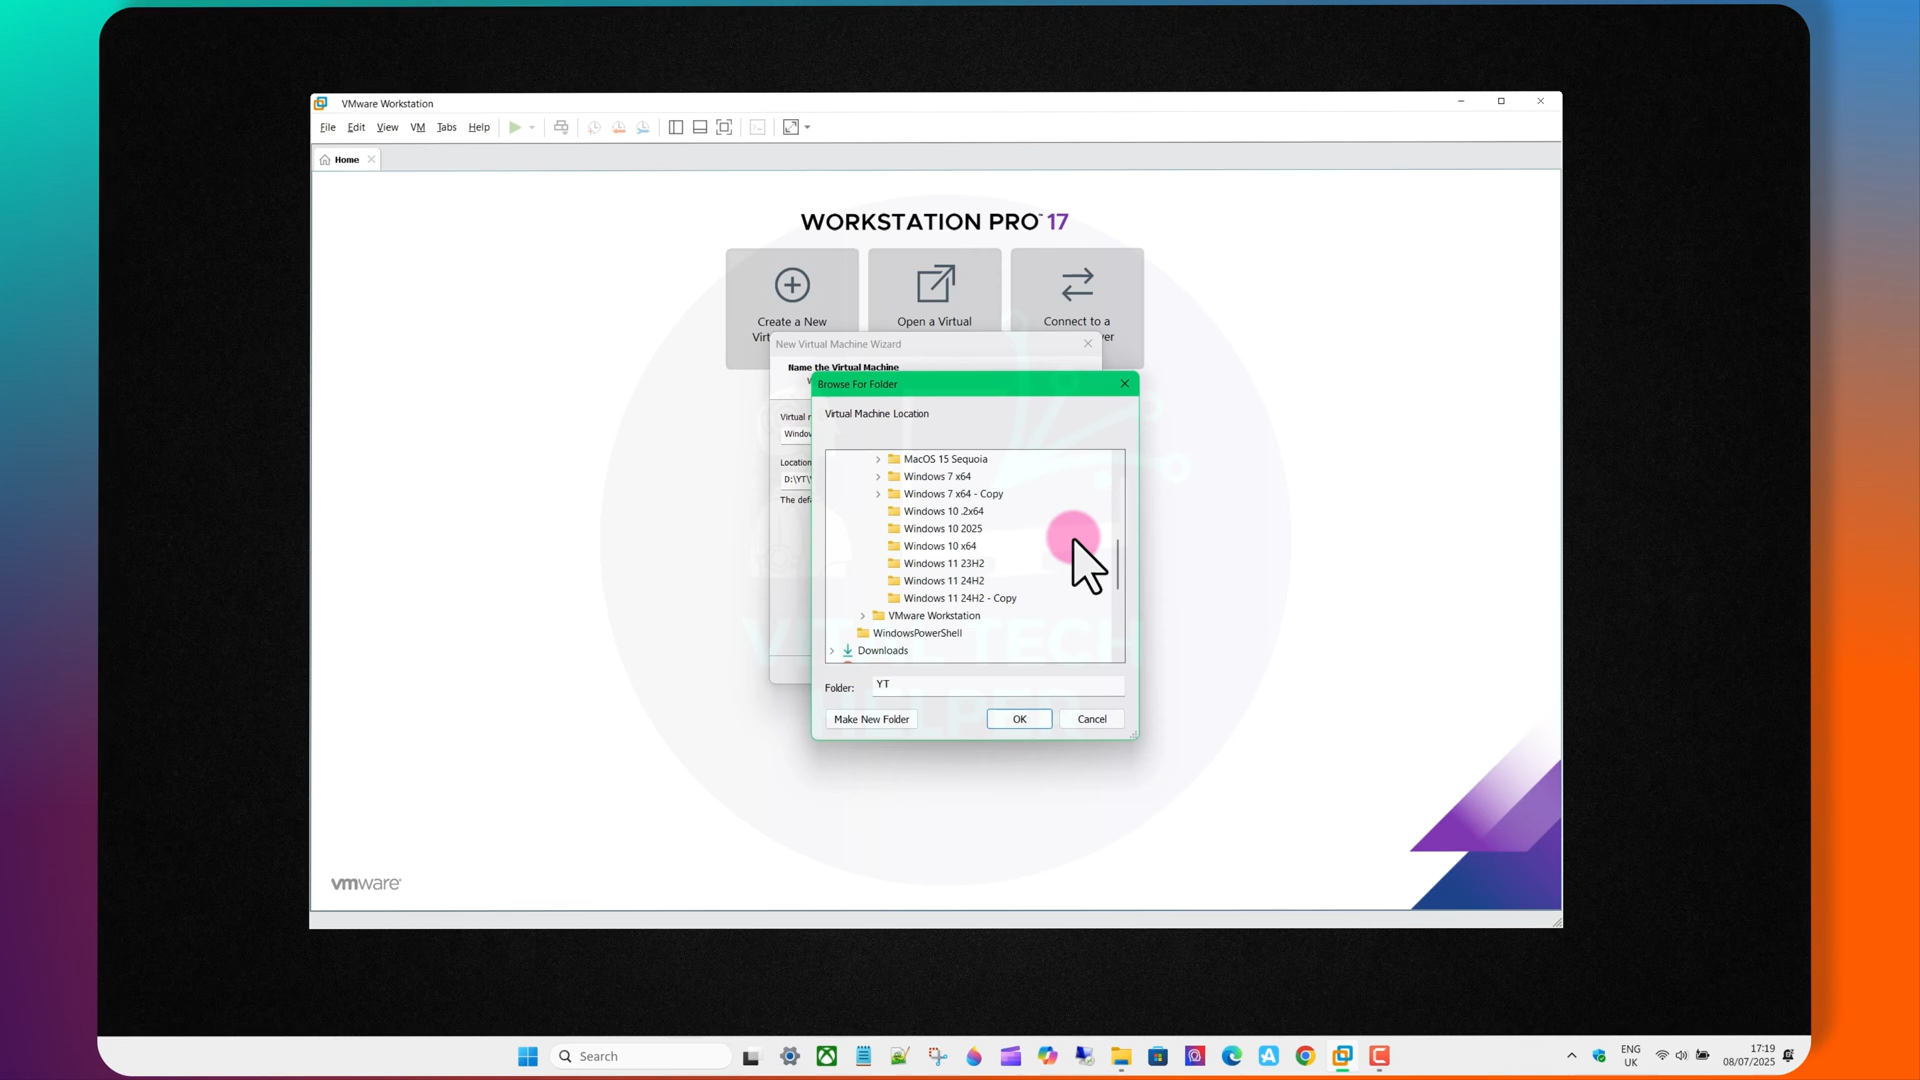 VMware Workstation
File Edit View VM Tabs Help
Home
WORKSTATION PRO™ 17
Create a New
Open a Virtual
Connect to a
New Virtual Machine Wizard
Name the Virtual Machine
Browse For Folder
Virtual Machine Location
D:\YT\
MacOS 15 Sequoia
Windows 7 x64
Windows 7 x64 - Copy
Windows 10 .2x64
Windows 10 2025
Windows 10 x64
Windows 11 23H2
Windows 11 24H2
Windows 11 24H2 - Copy
VMware Workstation
WindowsPowerShell
Downloads
Folder: YT
Make New Folder OK Cancel
vmware
Search
ENG
UK
17:19
08/07/2025